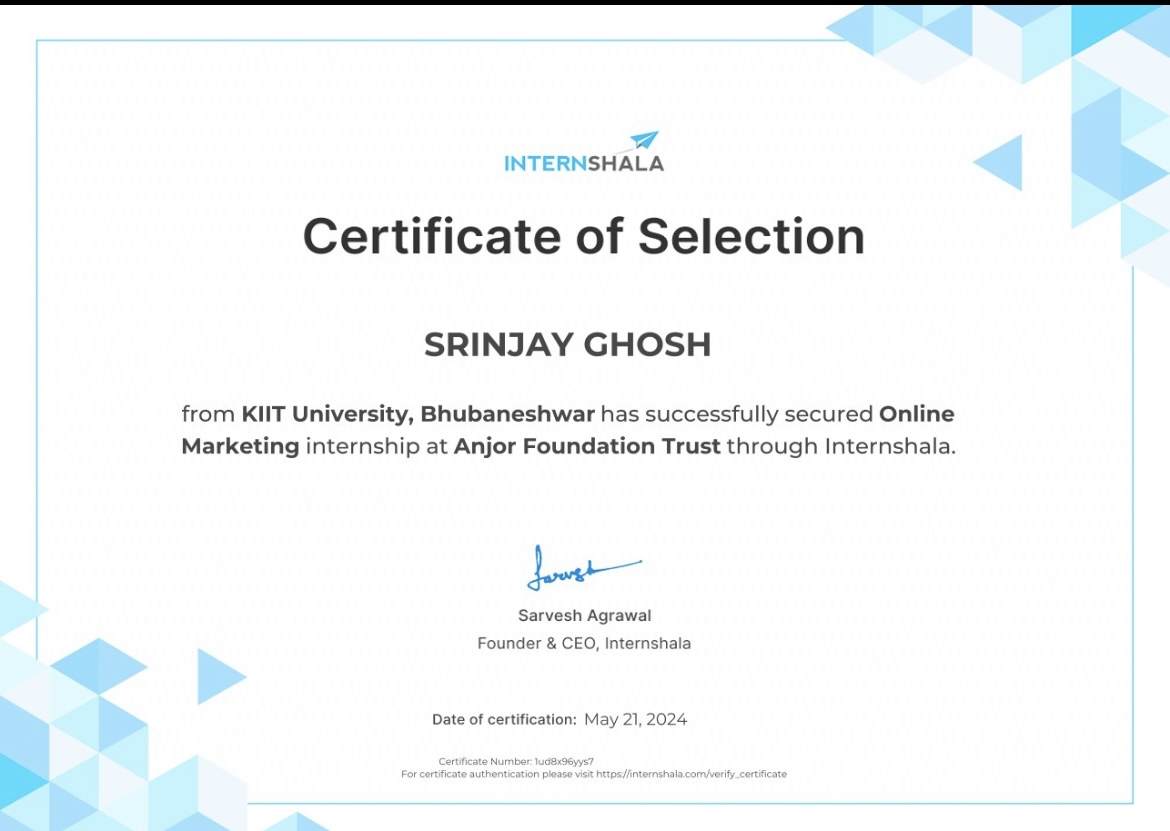 INTERNSHALA
Certificate of Selection
SRINJAY GHOSH
from KIIT University, Bhubaneshwar has successfully secured Online
Marketing internship at Anjor Foundation Trust through Internshala.
Sarvesh
Sarvesh Agrawal
Founder & CEO, Internshala
Date of certification: May 21, 2024
Certificate Number: 1ud8x96yys7
For certificate authentication please visit https://internshala.com/verify_certificate